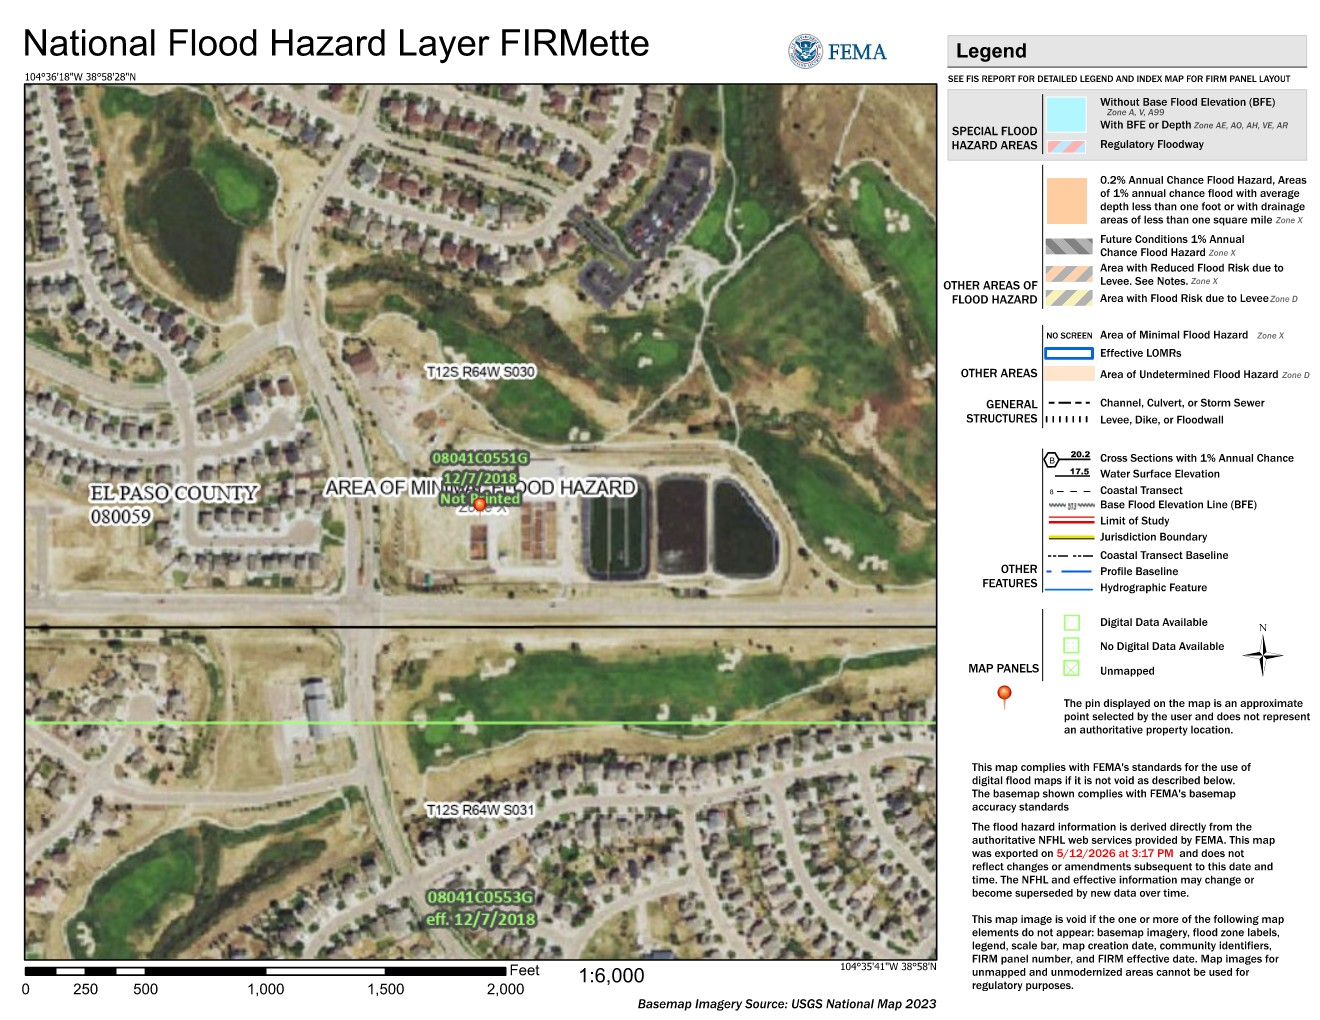 National Flood Hazard Layer FIRMette
FEMA
104°36'18"W 38°58'28"N
T12S R64W S030
08041C0551G
12/7/2018
Not Printed
AREA OF MINIMAL FLOOD HAZARD
Zone X
EL PASO COUNTY
080059
T12S R64W S031
08041C0553G
eff. 12/7/2018
104°35'41"W 38°58'N
Feet
1:6,000
0 250 500 1,000 1,500 2,000
Basemap Imagery Source: USGS National Map 2023
Legend
SEE FIS REPORT FOR DETAILED LEGEND AND INDEX MAP FOR FIRM PANEL LAYOUT
SPECIAL FLOOD
HAZARD AREAS
Without Base Flood Elevation (BFE)
Zone A, V, A99
With BFE or Depth Zone AE, AO, AH, VE, AR
Regulatory Floodway
0.2% Annual Chance Flood Hazard, Areas
of 1% annual chance flood with average
depth less than one foot or with drainage
areas of less than one square mile Zone X
Future Conditions 1% Annual
Chance Flood Hazard Zone X
Area with Reduced Flood Risk due to
Levee. See Notes. Zone X
Area with Flood Risk due to Levee Zone D
OTHER AREAS OF
FLOOD HAZARD
NO SCREEN Area of Minimal Flood Hazard Zone X
Effective LOMRs
OTHER AREAS
Area of Undetermined Flood Hazard Zone D
GENERAL
STRUCTURES
Channel, Culvert, or Storm Sewer
Levee, Dike, or Floodwall
B 20.2 Cross Sections with 1% Annual Chance
17.5 Water Surface Elevation
8 Coastal Transect
513 Base Flood Elevation Line (BFE)
Limit of Study
Jurisdiction Boundary
Coastal Transect Baseline
OTHER
FEATURES
Profile Baseline
Hydrographic Feature
Digital Data Available
No Digital Data Available
Unmapped
MAP PANELS
N
The pin displayed on the map is an approximate
point selected by the user and does not represent
an authoritative property location.
This map complies with FEMA's standards for the use of
digital flood maps if it is not void as described below.
The basemap shown complies with FEMA's basemap
accuracy standards
The flood hazard information is derived directly from the
authoritative NFHL web services provided by FEMA. This map
was exported on 5/12/2026 at 3:17 PM and does not
reflect changes or amendments subsequent to this date and
time. The NFHL and effective information may change or
become superseded by new data over time.
This map image is void if the one or more of the following map
elements do not appear: basemap imagery, flood zone labels,
legend, scale bar, map creation date, community identifiers,
FIRM panel number, and FIRM effective date. Map images for
unmapped and unmodernized areas cannot be used for
regulatory purposes.